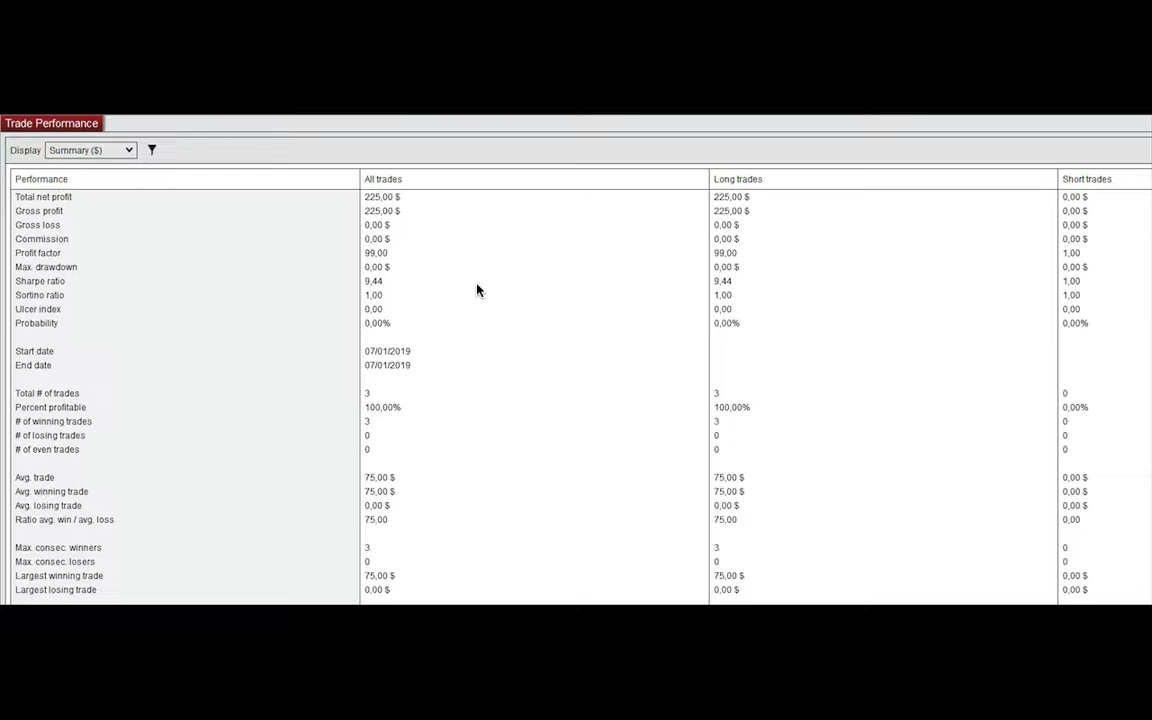 Trade Performance
Display Summary ($)
Performance All trades Long trades Short trades
Total net profit 225,00 $ 225,00 $ 0,00 $
Gross profit 225,00 $ 225,00 $ 0,00 $
Gross loss 0,00 $ 0,00 $ 0,00 $
Commission 0,00 $ 0,00 $ 0,00 $
Profit factor 99,00 99,00 1,00
Max. drawdown 0,00 $ 0,00 $ 0,00 $
Sharpe ratio 9,44 9,44 1,00
Sortino ratio 1,00 1,00 1,00
Ulcer index 0,00 0,00 0,00
Probability 0,00% 0,00% 0,00%
Start date 07/01/2019
End date 07/01/2019
Total # of trades 3 3 0
Percent profitable 100,00% 100,00% 0,00%
# of winning trades 3 3 0
# of losing trades 0 0 0
# of even trades 0 0 0
Avg. trade 75,00 $ 75,00 $ 0,00 $
Avg. winning trade 75,00 $ 75,00 $ 0,00 $
Avg. losing trade 0,00 $ 0,00 $ 0,00 $
Ratio avg. win / avg. loss 75,00 75,00 0,00
Max. consec. winners 3 3 0
Max. consec. losers 0 0 0
Largest winning trade 75,00 $ 75,00 $ 0,00 $
Largest losing trade 0,00 $ 0,00 $ 0,00 $